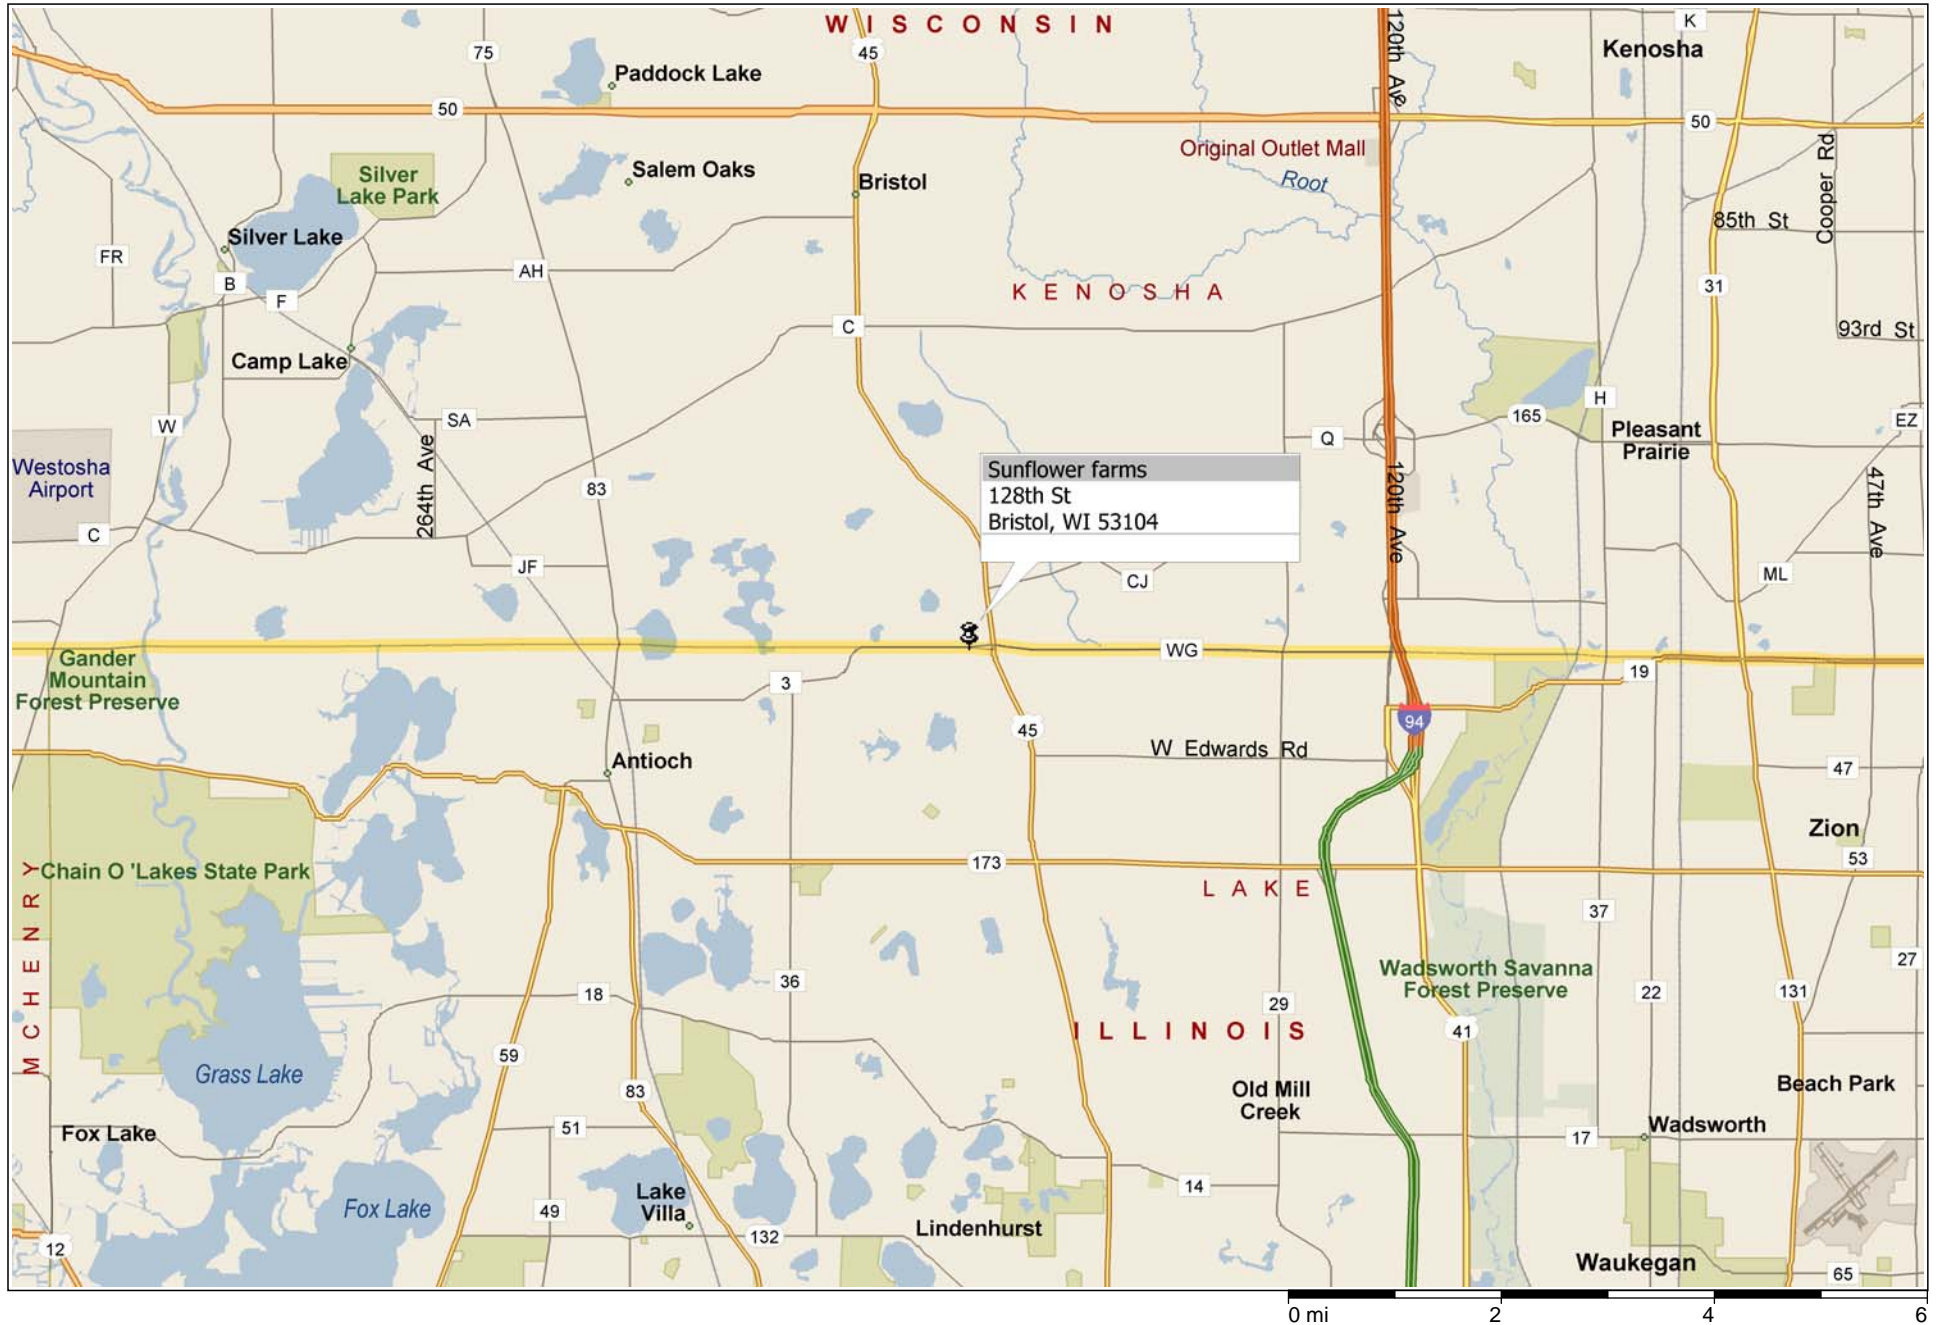 WISCONSIN
K
75
45
120th Ave
Kenosha
Paddock Lake
50
50
Original Outlet Mall
Cooper Rd
Salem Oaks
Silver
Lake Park
Bristol
Root
85th St
Silver Lake
FR
AH
B
F
KENOSHA
31
C
93rd St
Camp Lake
H
W
SA
165
EZ
Q
Pleasant
Prairie
264th Ave
Westosha
Airport
83
Sunflower farms
128th St
Bristol, WI 53104
120th Ave
47th Ave
C
JF
CJ
ML
WG
Gander
Mountain
Forest Preserve
3
19
45
94
W Edwards Rd
Antioch
47
Zion
53
173
Chain O 'Lakes State Park
LAKE
MCHENRY
37
27
Wadsworth Savanna
Forest Preserve
36
18
29
22
131
ILLINOIS
41
59
Grass Lake
83
Old Mill
Creek
Beach Park
Fox Lake
51
17
Wadsworth
14
Lake
Villa
Fox Lake
49
Lindenhurst
132
12
Waukegan
65
0 mi
2
4
6